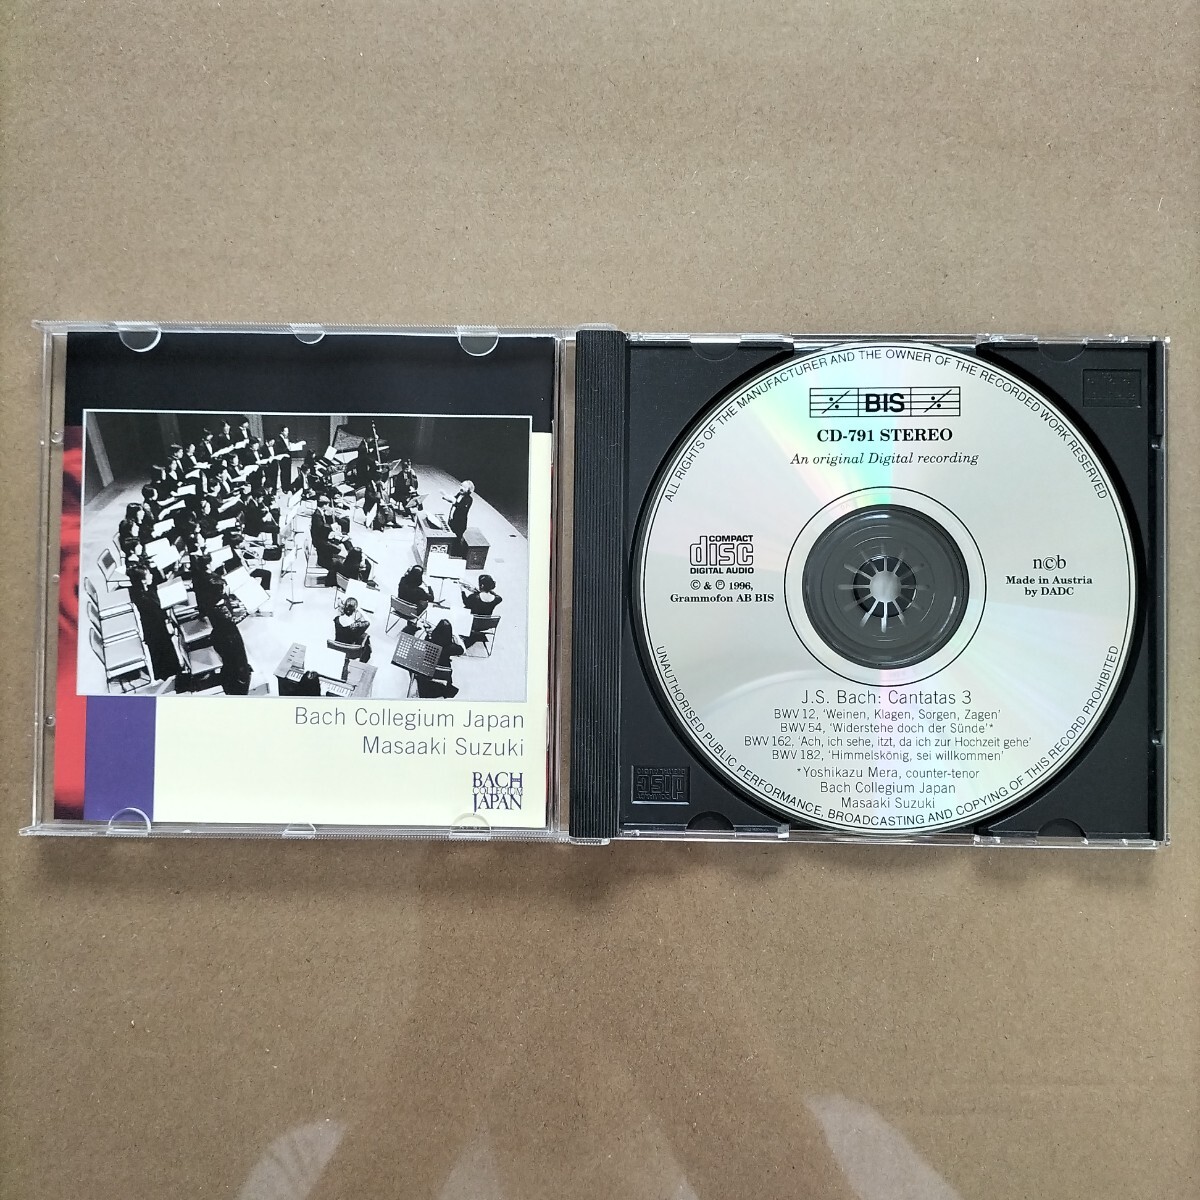 Bach Collegium Japan
Masaaki Suzuki
BACH
COLLEGIUM
JAPAN
ALL RIGHTS OF THE MANUFACTURER AND THE OWNER OF THE RECORDED WORK RESERVED
BIS
CD-791 STEREO
An original Digital recording
COMPACT
disc
DIGITAL AUDIO
© & ℗ 1996,
Grammofon AB BIS
n©b
Made in Austria
by DADC
J.S. Bach: Cantatas 3
BWV 12, ‘Weinen, Klagen, Sorgen, Zagen’
BWV 54, ‘Widerstehe doch der Sünde’*
BWV 162, ‘Ach, ich sehe, itzt, da ich zur Hochzeit gehe’
BWV 182, ‘Himmelskönig, sei willkommen’
*Yoshikazu Mera, counter-tenor
Bach Collegium Japan
Masaaki Suzuki
UNAUTHORISED PUBLIC PERFORMANCE, BROADCASTING AND COPYING OF THIS RECORD PROHIBITED